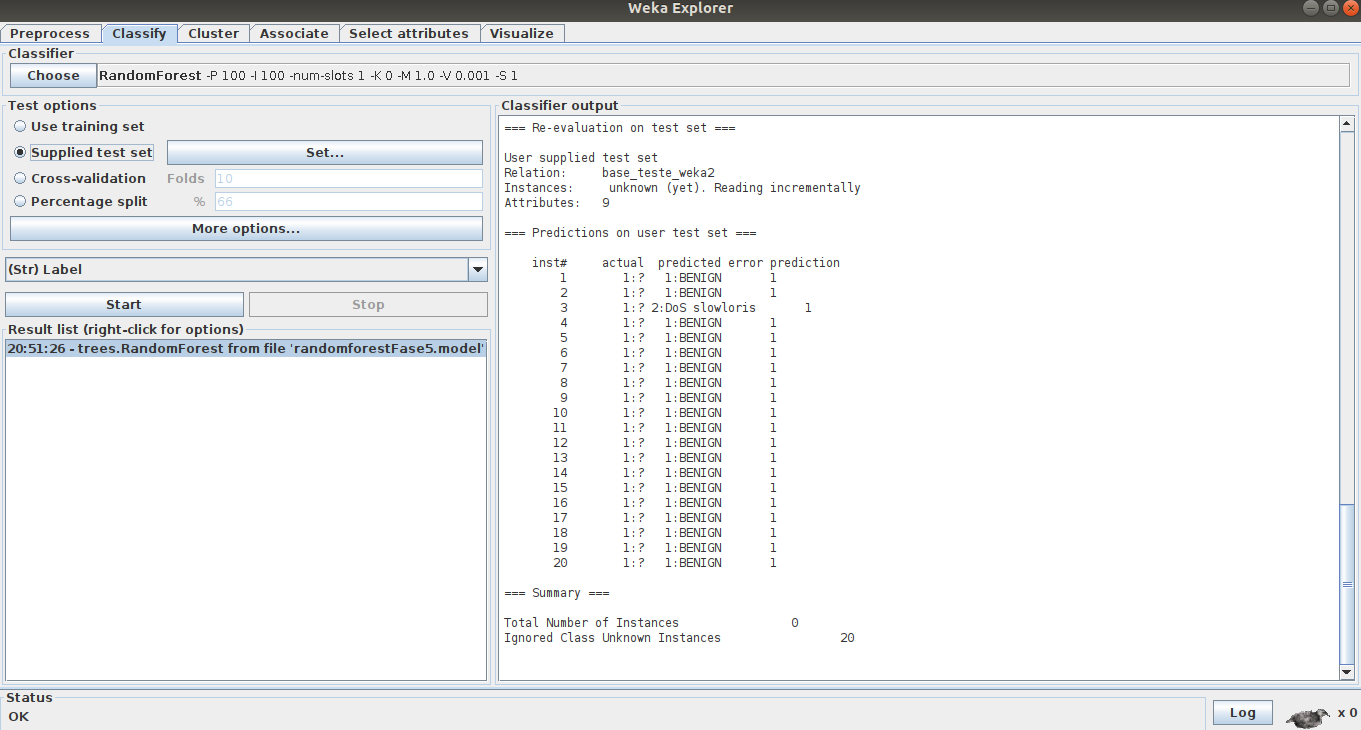 Weka Explorer
Preprocess Classify Cluster Associate Select attributes Visualize
Classifier
Choose RandomForest -P 100 -I 100 -num-slots 1 -K 0 -M 1.0 -V 0.001 -S 1
Test options
Use training set
Supplied test set Set...
Cross-validation Folds 10
Percentage split % 66
More options...
(Str) Label
Start Stop
Result list (right-click for options)
20:51:26 - trees.RandomForest from file 'randomforestFase5.model'
Classifier output
=== Re-evaluation on test set ===
User supplied test set
Relation: base_teste_weka2
Instances: unknown (yet). Reading incrementally
Attributes: 9
=== Predictions on user test set ===
inst# actual predicted error prediction
1 1:? 1:BENIGN 1
2 1:? 1:BENIGN 1
3 1:? 2:DoS slowloris 1
4 1:? 1:BENIGN 1
5 1:? 1:BENIGN 1
6 1:? 1:BENIGN 1
7 1:? 1:BENIGN 1
8 1:? 1:BENIGN 1
9 1:? 1:BENIGN 1
10 1:? 1:BENIGN 1
11 1:? 1:BENIGN 1
12 1:? 1:BENIGN 1
13 1:? 1:BENIGN 1
14 1:? 1:BENIGN 1
15 1:? 1:BENIGN 1
16 1:? 1:BENIGN 1
17 1:? 1:BENIGN 1
18 1:? 1:BENIGN 1
19 1:? 1:BENIGN 1
20 1:? 1:BENIGN 1
=== Summary ===
Total Number of Instances 0
Ignored Class Unknown Instances 20
Status
OK
Log x 0